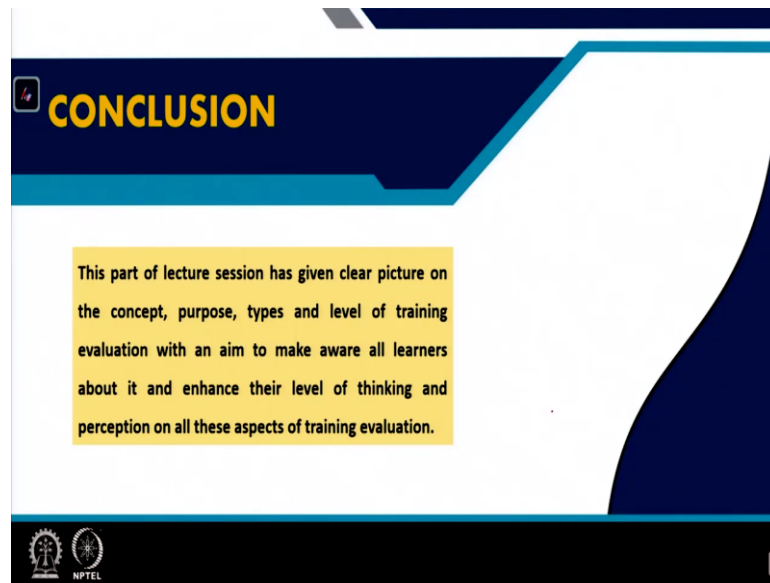 CONCLUSION
This part of lecture session has given clear picture on
the concept, purpose, types and level of training
evaluation with an aim to make aware all learners
about it and enhance their level of thinking and
perception on all these aspects of training evaluation.
NPTEL